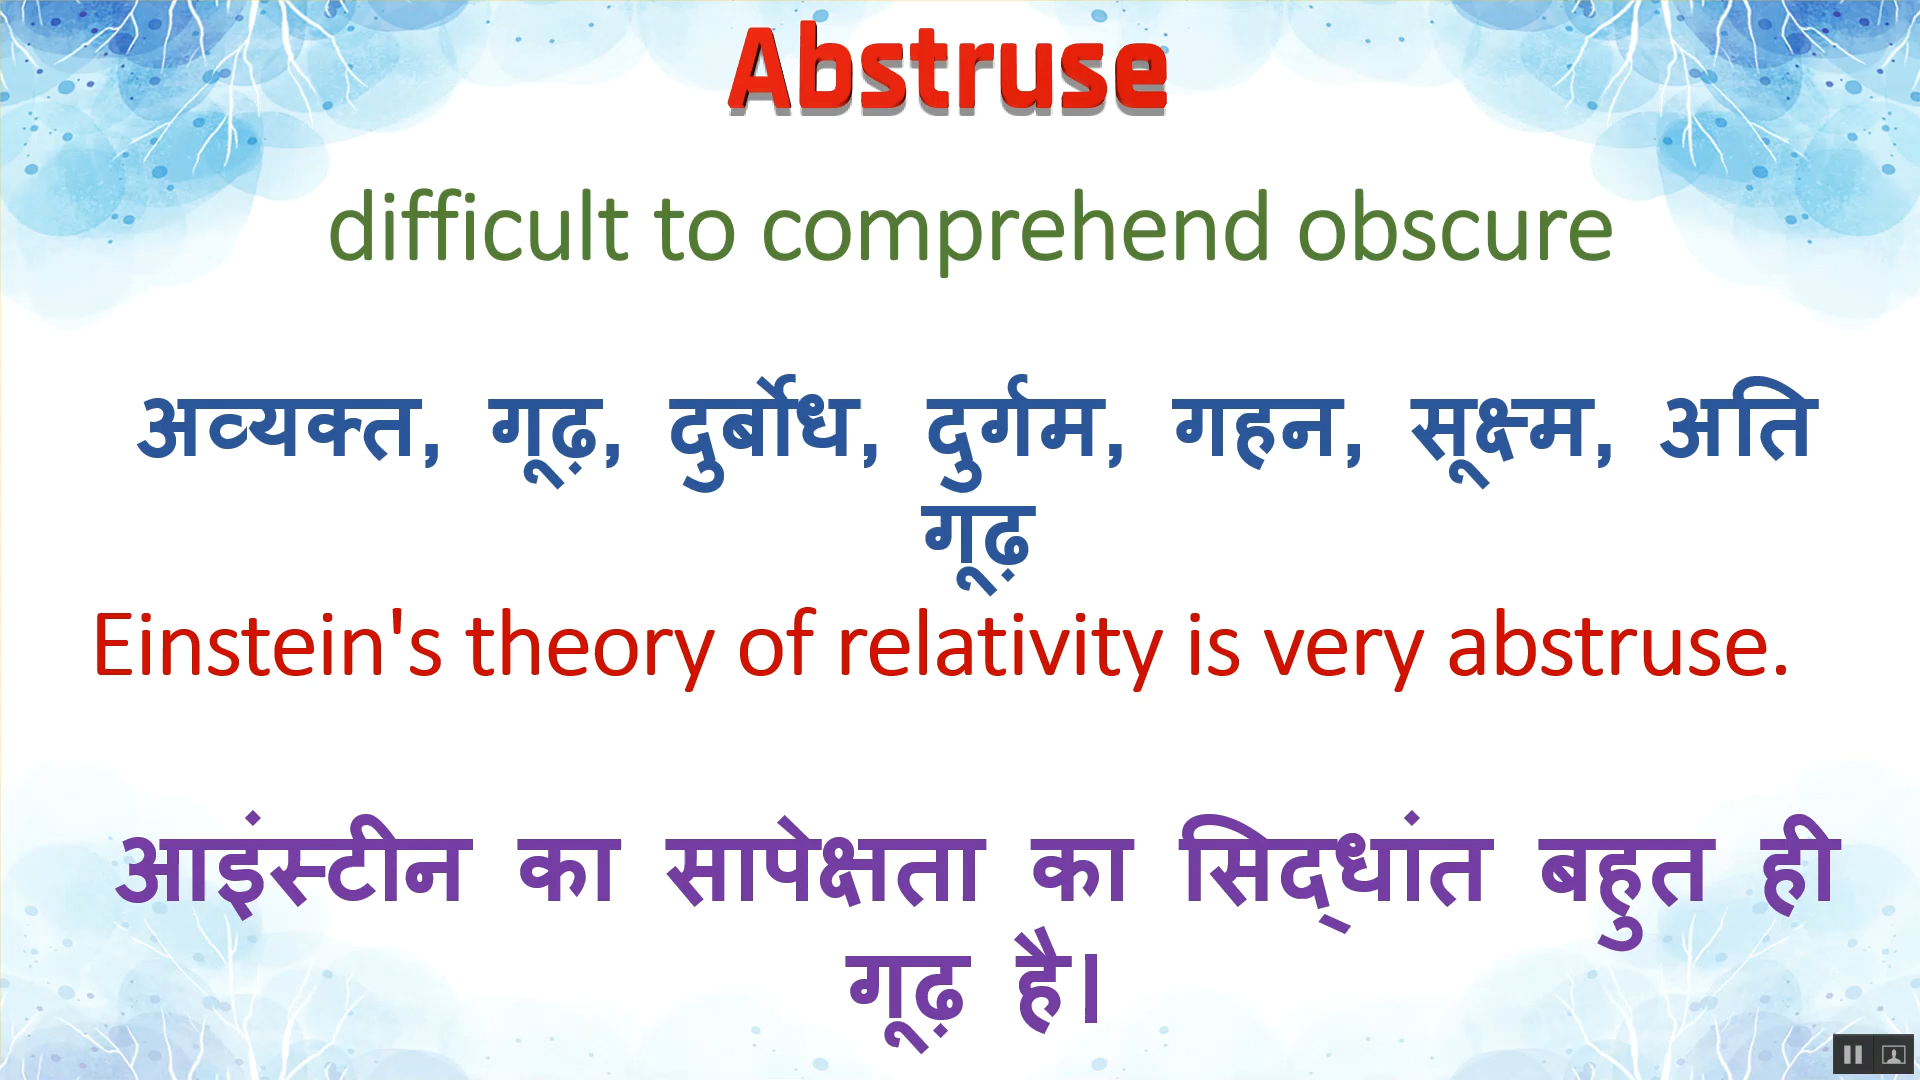 Abstruse
difficult to comprehend obscure
अव्यक्त, गूढ़, दुर्बोध, दुर्गम, गहन, सूक्ष्म, अति
गूढ़
Einstein's theory of relativity is very abstruse.
आइंस्टीन का सापेक्षता का सिद्‌धांत बहुत ही
गूढ़ है।